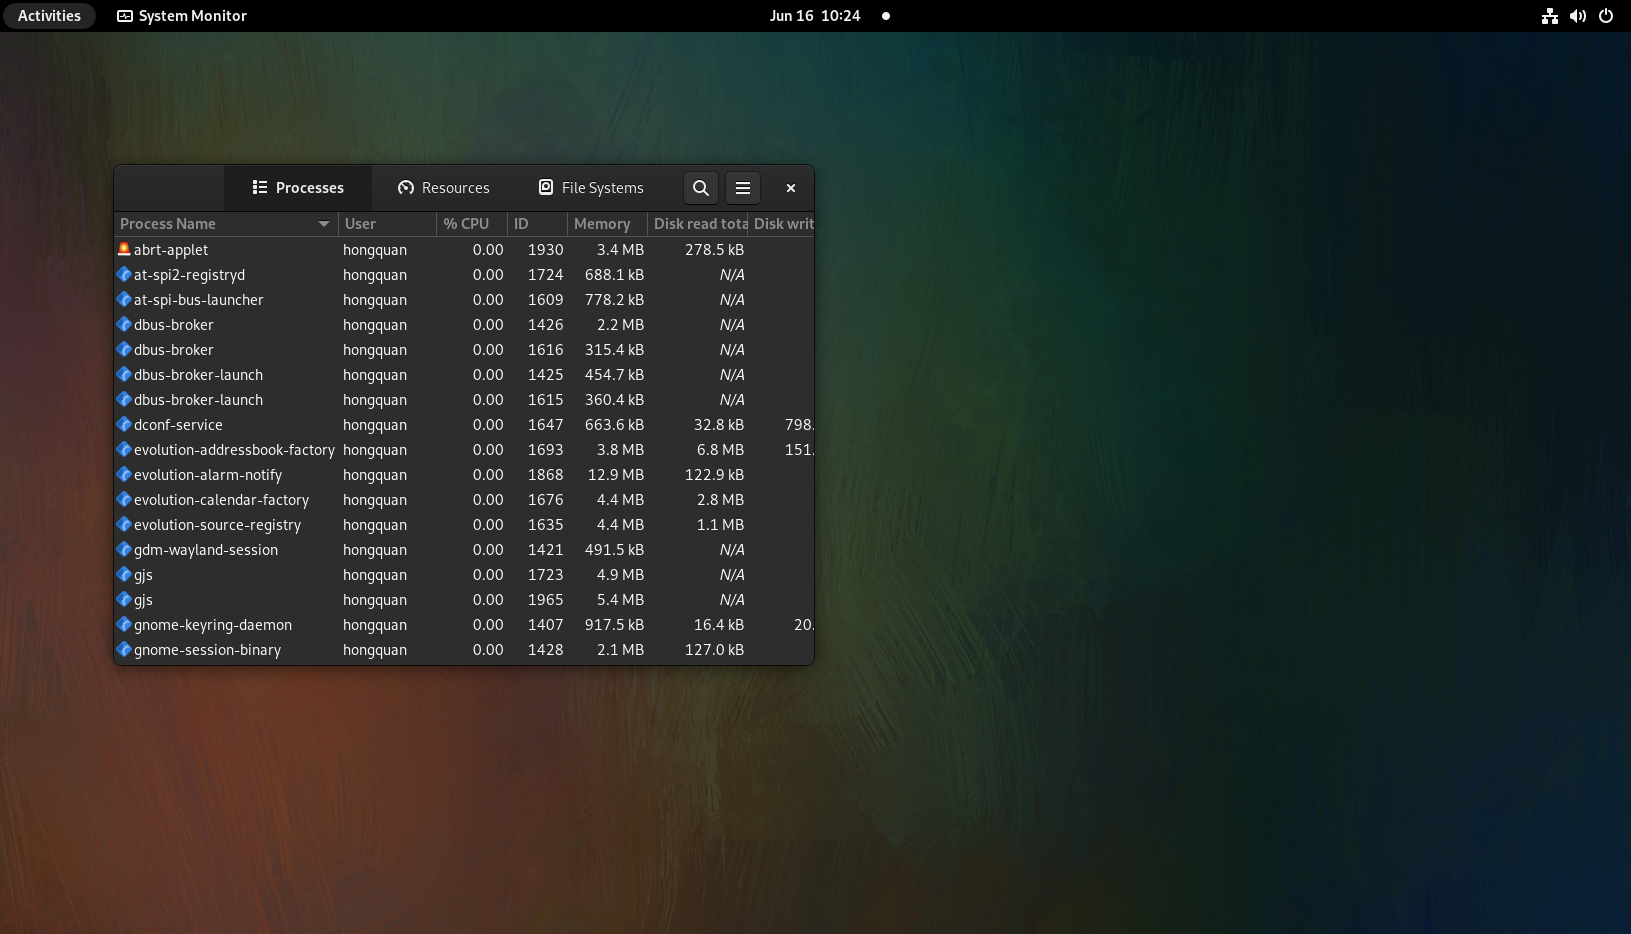 Activities System Monitor Jun 16 10:24
Processes Resources File Systems
Process Name User % CPU ID Memory Disk read tota Disk writ
abrt-applet hongquan 0.00 1930 3.4 MB 278.5 kB
at-spi2-registryd hongquan 0.00 1724 688.1 kB N/A
at-spi-bus-launcher hongquan 0.00 1609 778.2 kB N/A
dbus-broker hongquan 0.00 1426 2.2 MB N/A
dbus-broker hongquan 0.00 1616 315.4 kB N/A
dbus-broker-launch hongquan 0.00 1425 454.7 kB N/A
dbus-broker-launch hongquan 0.00 1615 360.4 kB N/A
dconf-service hongquan 0.00 1647 663.6 kB 32.8 kB 798.
evolution-addressbook-factory hongquan 0.00 1693 3.8 MB 6.8 MB 151.
evolution-alarm-notify hongquan 0.00 1868 12.9 MB 122.9 kB
evolution-calendar-factory hongquan 0.00 1676 4.4 MB 2.8 MB
evolution-source-registry hongquan 0.00 1635 4.4 MB 1.1 MB
gdm-wayland-session hongquan 0.00 1421 491.5 kB N/A
gjs hongquan 0.00 1723 4.9 MB N/A
gjs hongquan 0.00 1965 5.4 MB N/A
gnome-keyring-daemon hongquan 0.00 1407 917.5 kB 16.4 kB 20.
gnome-session-binary hongquan 0.00 1428 2.1 MB 127.0 kB